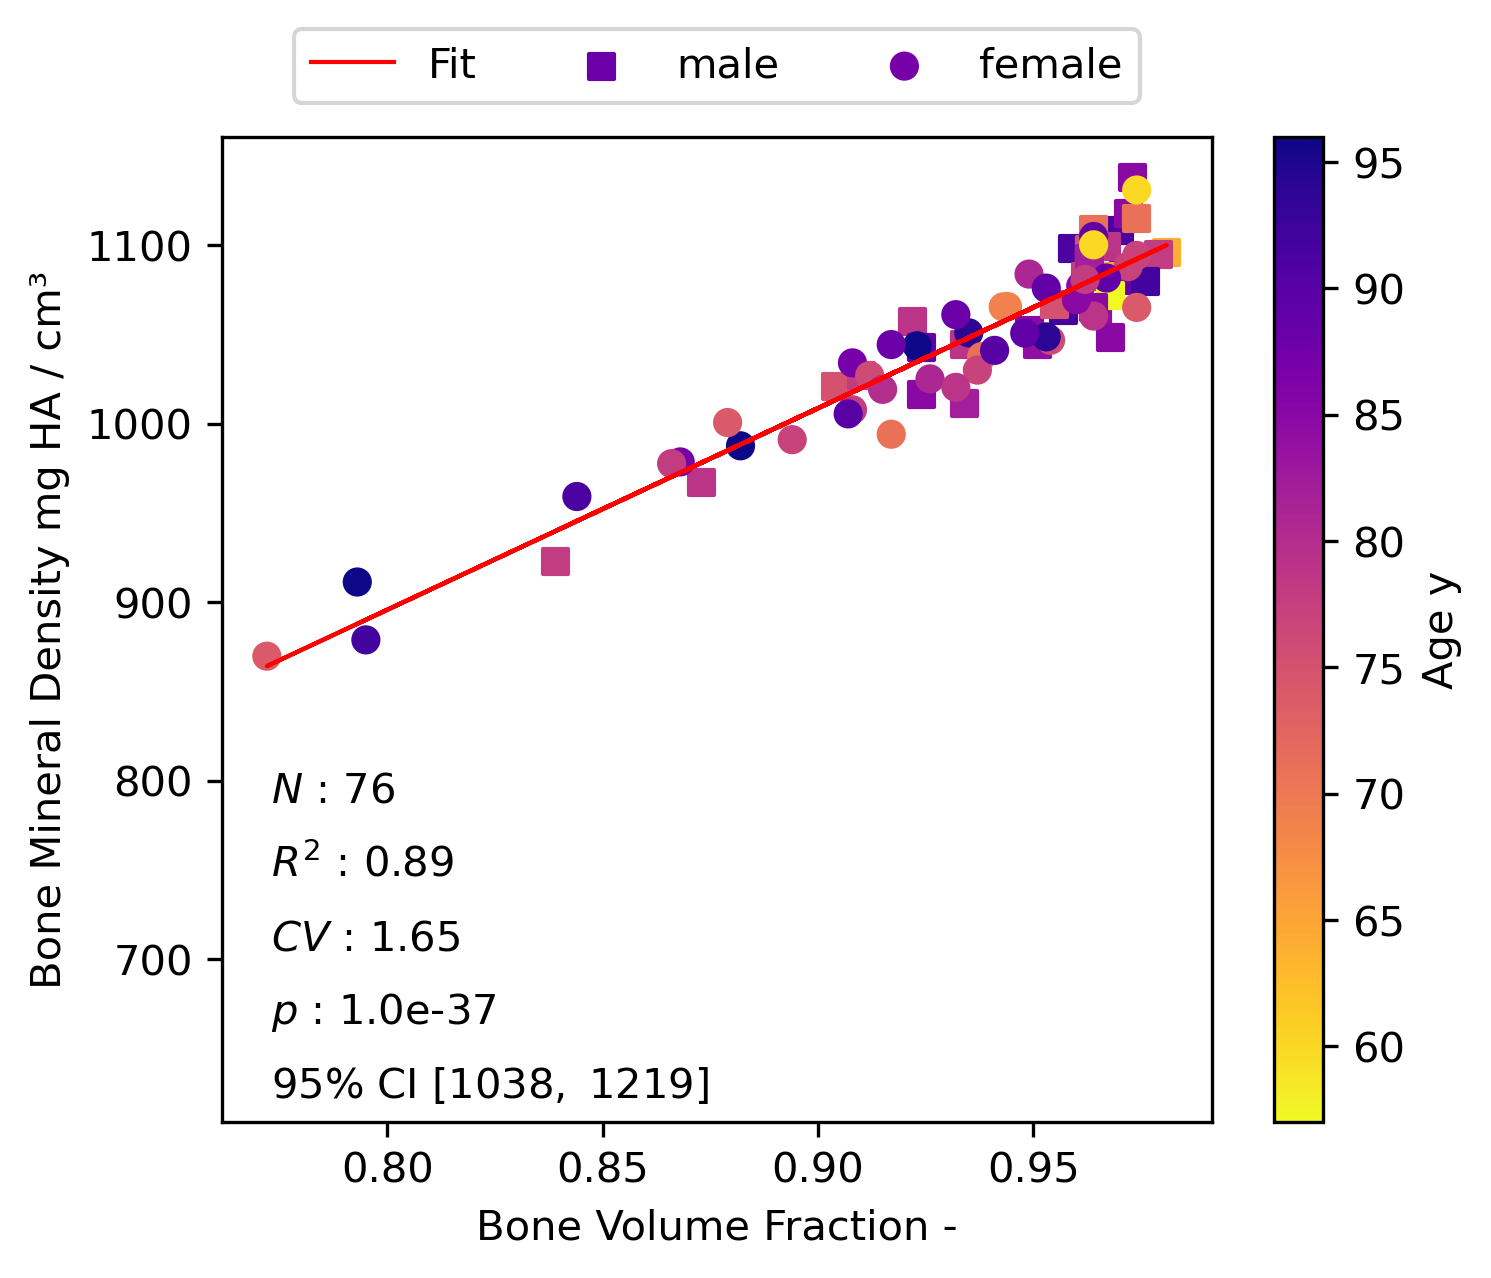 Fit male female
1100
1000
900
800
700
Bone Mineral Density mg HA / cm³
N : 76
R² : 0.89
CV : 1.65
p : 1.0e-37
95% CI [1038, 1219]
0.80 0.85 0.90 0.95
Bone Volume Fraction -
95
90
85
80
75
70
65
60
Age y